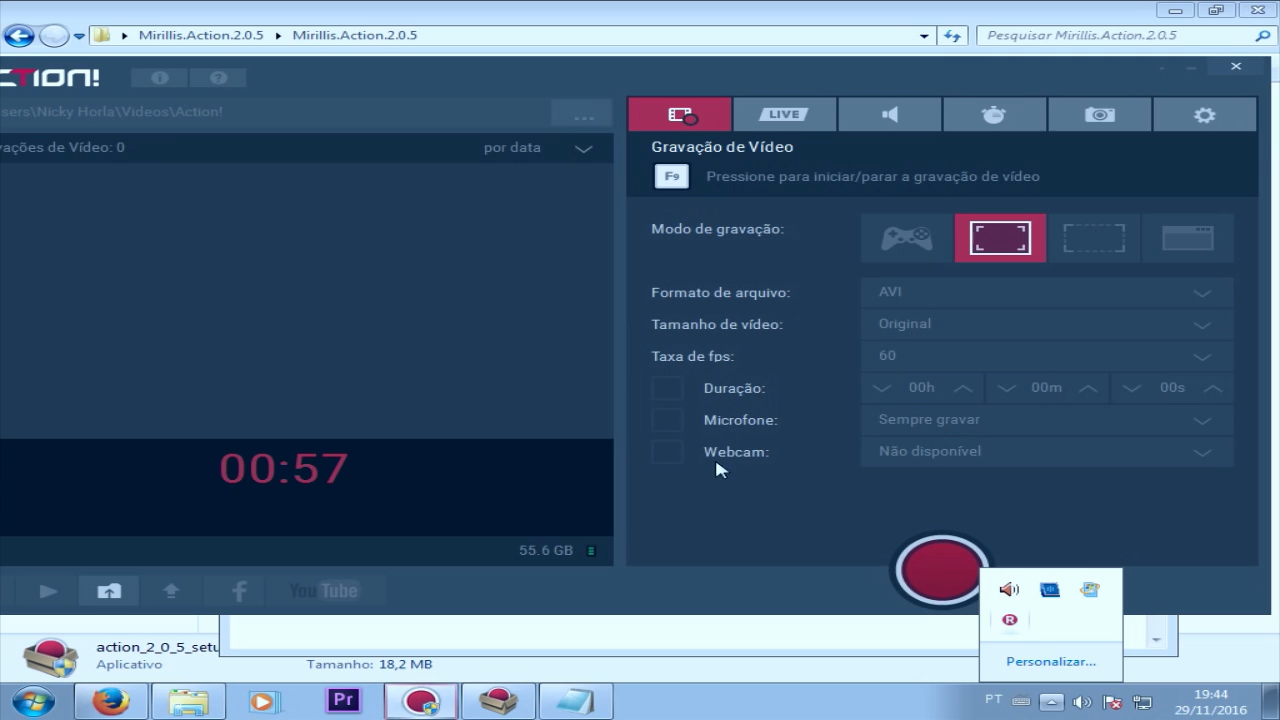 Mirillis.Action.2.0.5
Mirillis.Action.2.0.5
Pesquisar Mirillis.Action.2.0.5
CTION!
sers\Nicky Horla\Videos\Action!
...
LIVE
vações de Vídeo: 0
por data
Gravação de Vídeo
F9
Pressione para iniciar/parar a gravação de vídeo
Modo de gravação:
Formato de arquivo:
AVI
Tamanho de vídeo:
Original
Taxa de fps:
60
Duração:
00h
00m
00s
Microfone:
Sempre gravar
Webcam:
Não disponível
00:57
55.6 GB
YouTube
R
Personalizar...
action_2_0_5_setu
Aplicativo
Tamanho: 18,2 MB
Pr
PT
19:44
29/11/2016